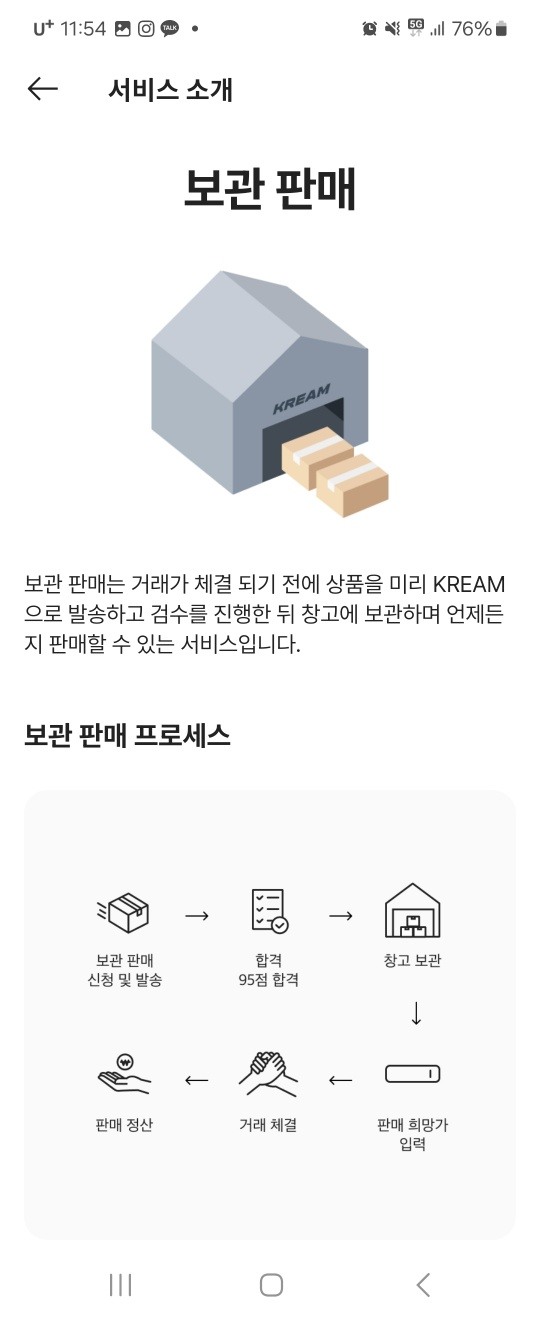 U+ 11:54 TALK 5G 76%
서비스 소개
보관 판매
KREAM
보관 판매는 거래가 체결 되기 전에 상품을 미리 KREAM
으로 발송하고 검수를 진행한 뒤 창고에 보관하며 언제든
지 판매할 수 있는 서비스입니다.
보관 판매 프로세스
보관 판매
신청 및 발송
합격
95점 합격
창고 보관
판매 정산
거래 체결
판매 희망가
입력